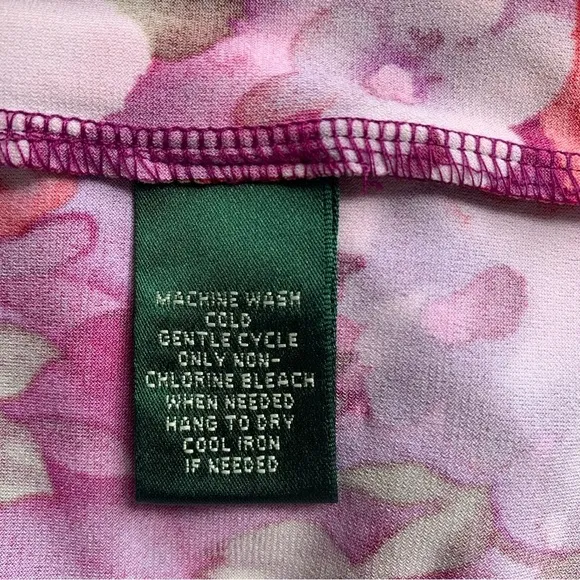 MACHINE WASH
COLD
GENTLE CYCLE
ONLY NON-
CHLORINE BLEACH
WHEN NEEDED
HANG TO DRY
COOL IRON
IF NEEDED